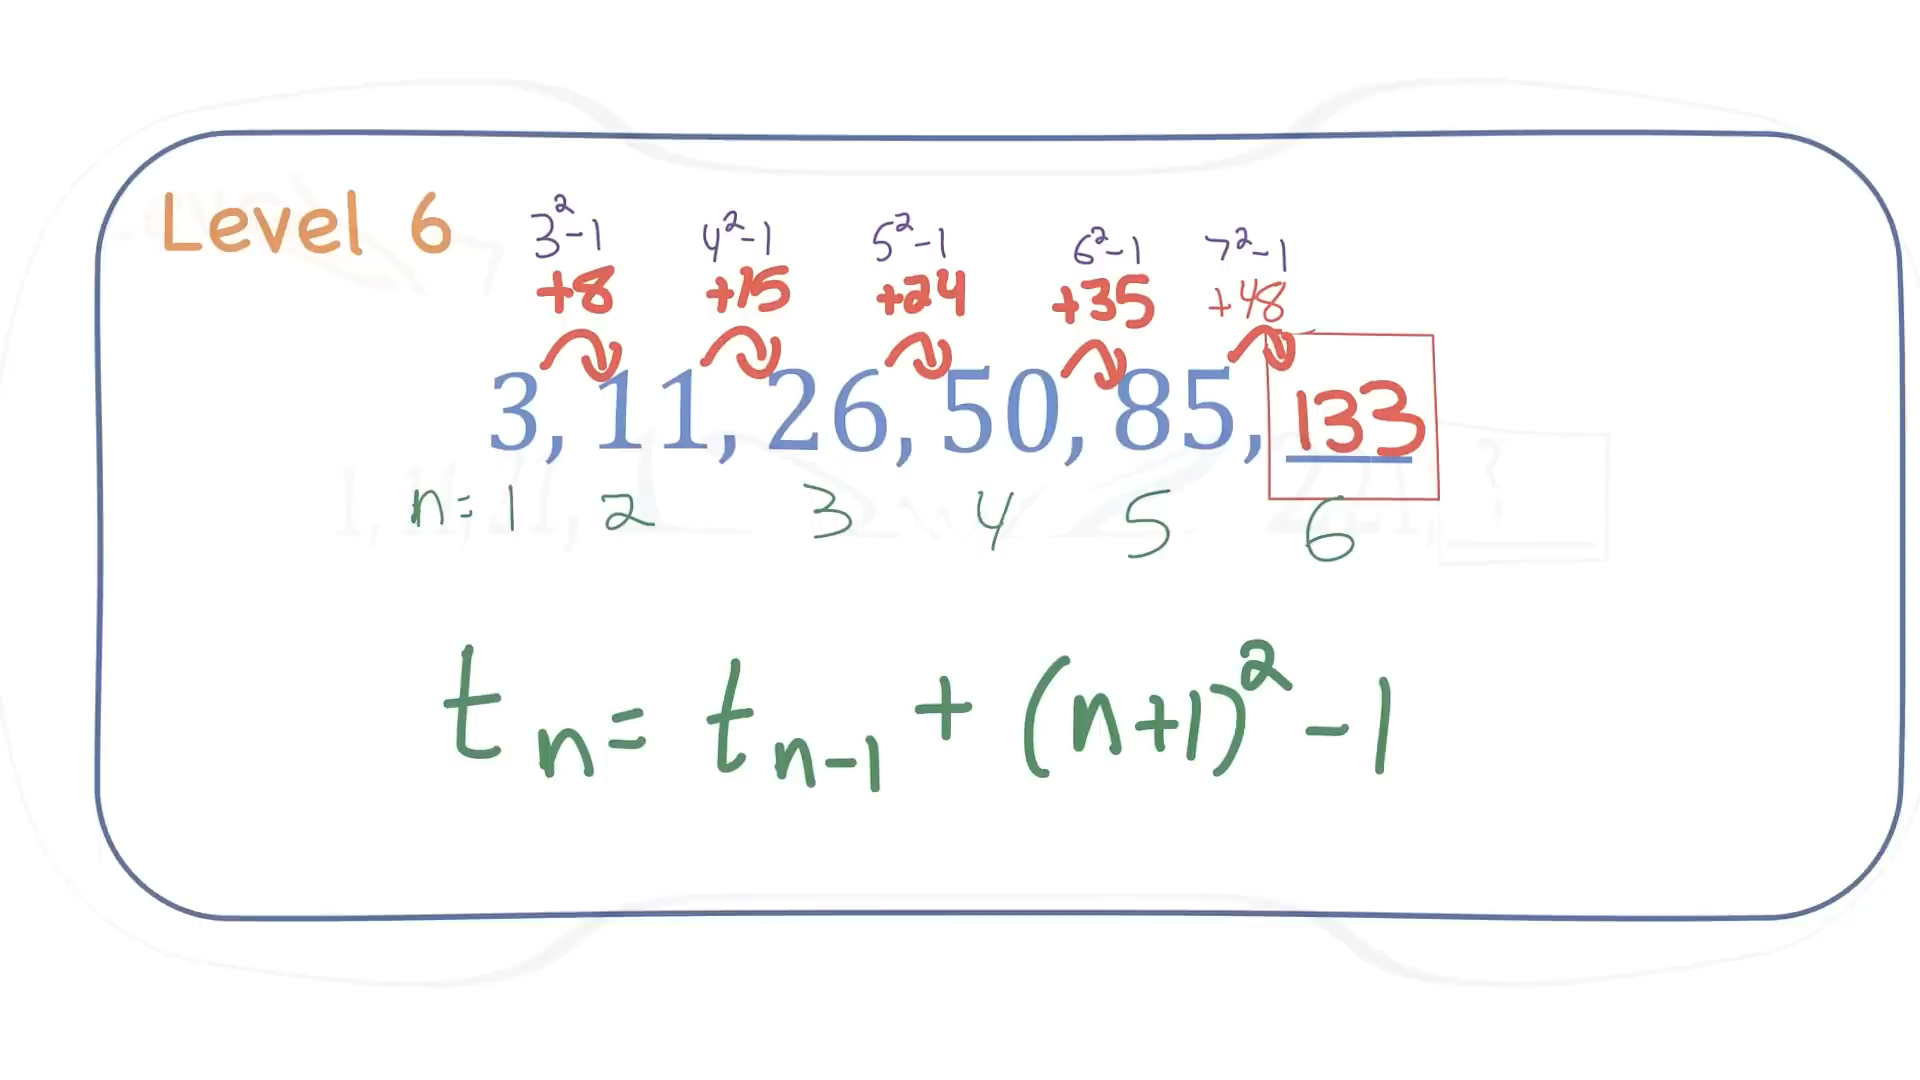 Level 6
3²-1 4²-1 5²-1 6²-1 7²-1
+8 +15 +24 +35 +48
3, 11, 26, 50, 85, 133
n= 1 2 3 4 5 6
tₙ= tₙ₋₁ + (n+1)² - 1